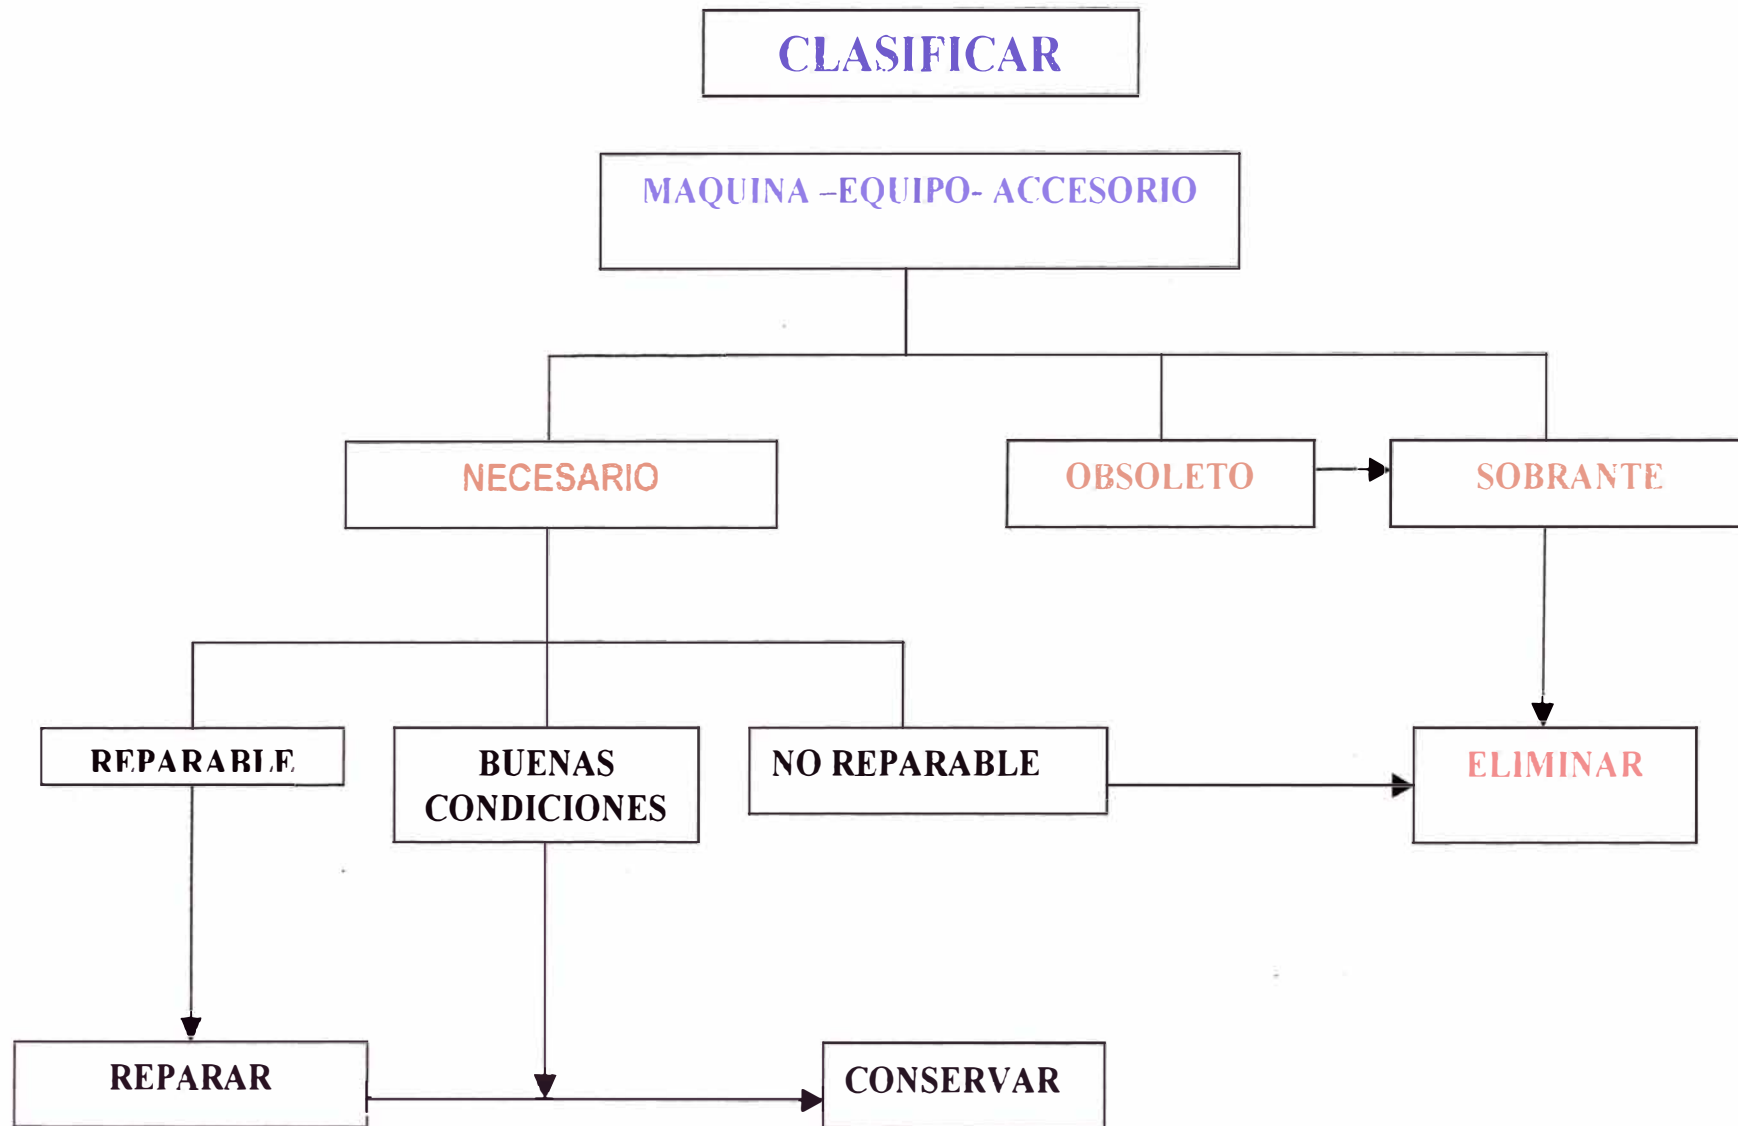 CLASIFICAR
MAQUINA –EQUIPO- ACCESORIO
NECESARIO
OBSOLETO
SOBRANTE
REPARABLE
BUENAS
CONDICIONES
NO REPARABLE
ELIMINAR
REPARAR
CONSERVAR